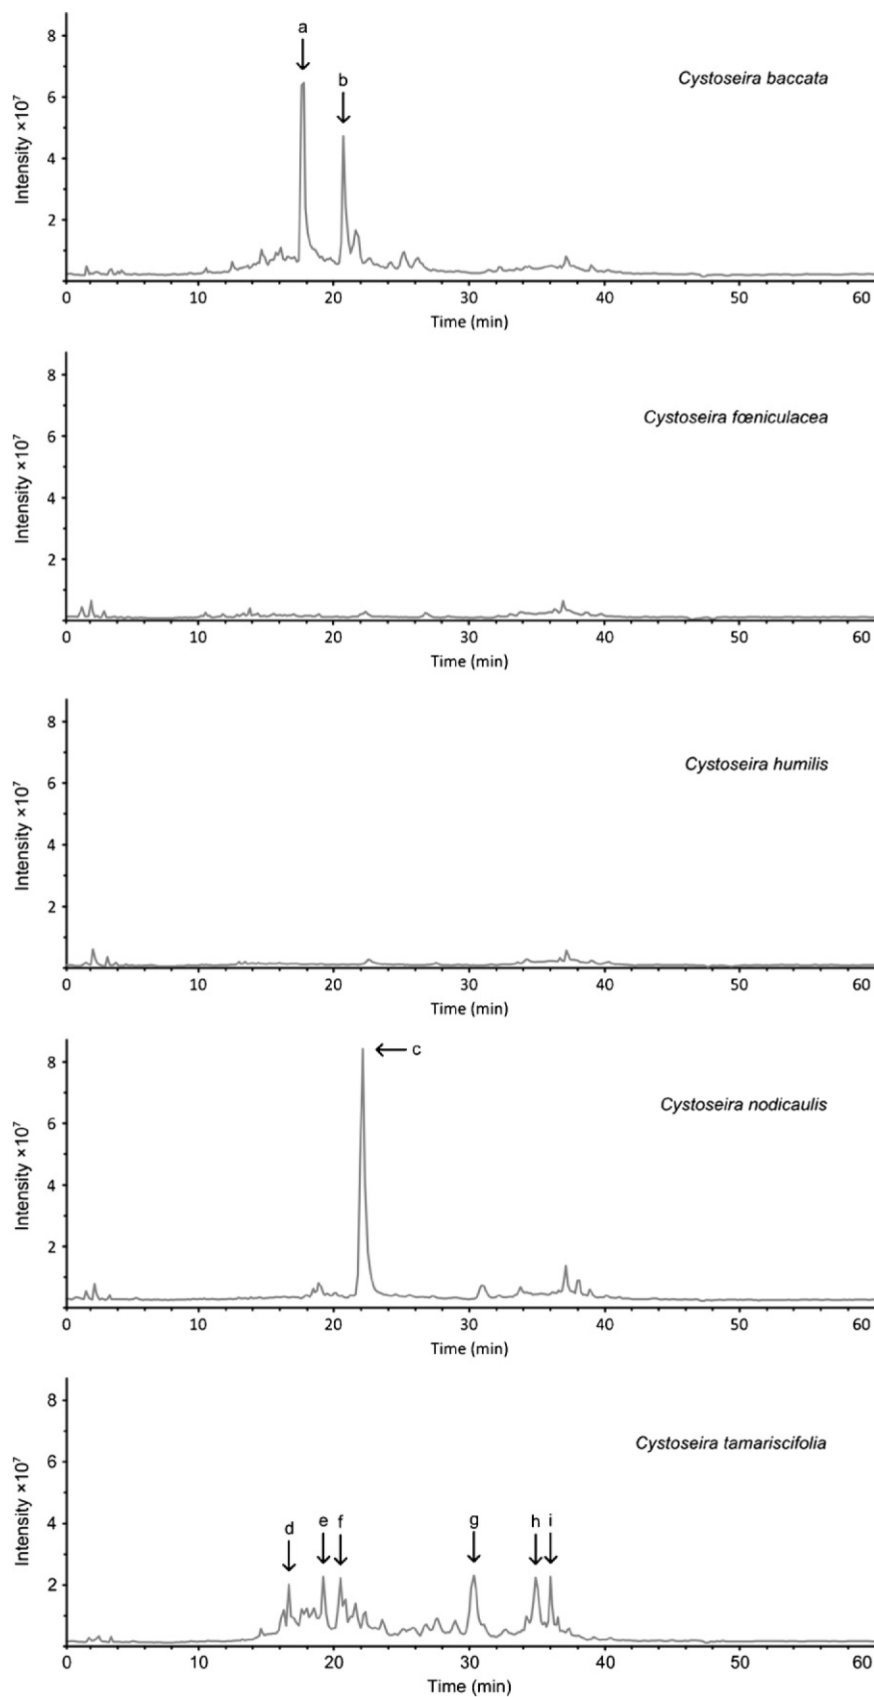 a
b
Cystoseira baccata
8
6
4
2
Intensity ×10⁷
0 10 20 30 40 50 60
Time (min)
Cystoseira fœniculacea
8
6
4
2
Intensity ×10⁷
0 10 20 30 40 50 60
Time (min)
Cystoseira humilis
8
6
4
2
Intensity ×10⁷
0 10 20 30 40 50 60
Time (min)
c
Cystoseira nodicaulis
8
6
4
2
Intensity ×10⁷
0 10 20 30 40 50 60
Time (min)
Cystoseira tamariscifolia
8
6
4
2
Intensity ×10⁷
d e f g h i
0 10 20 30 40 50 60
Time (min)